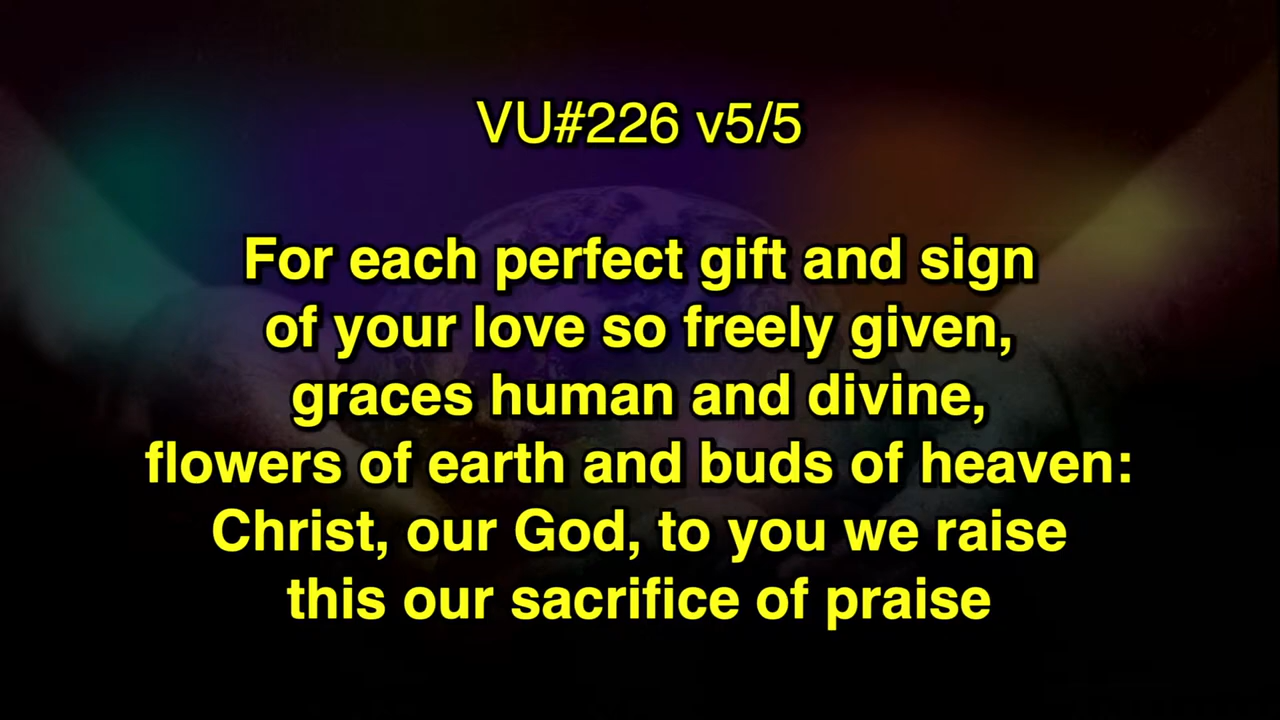 VU#226 v5/5
For each perfect gift and sign
of your love so freely given,
graces human and divine,
flowers of earth and buds of heaven:
Christ, our God, to you we raise
this our sacrifice of praise